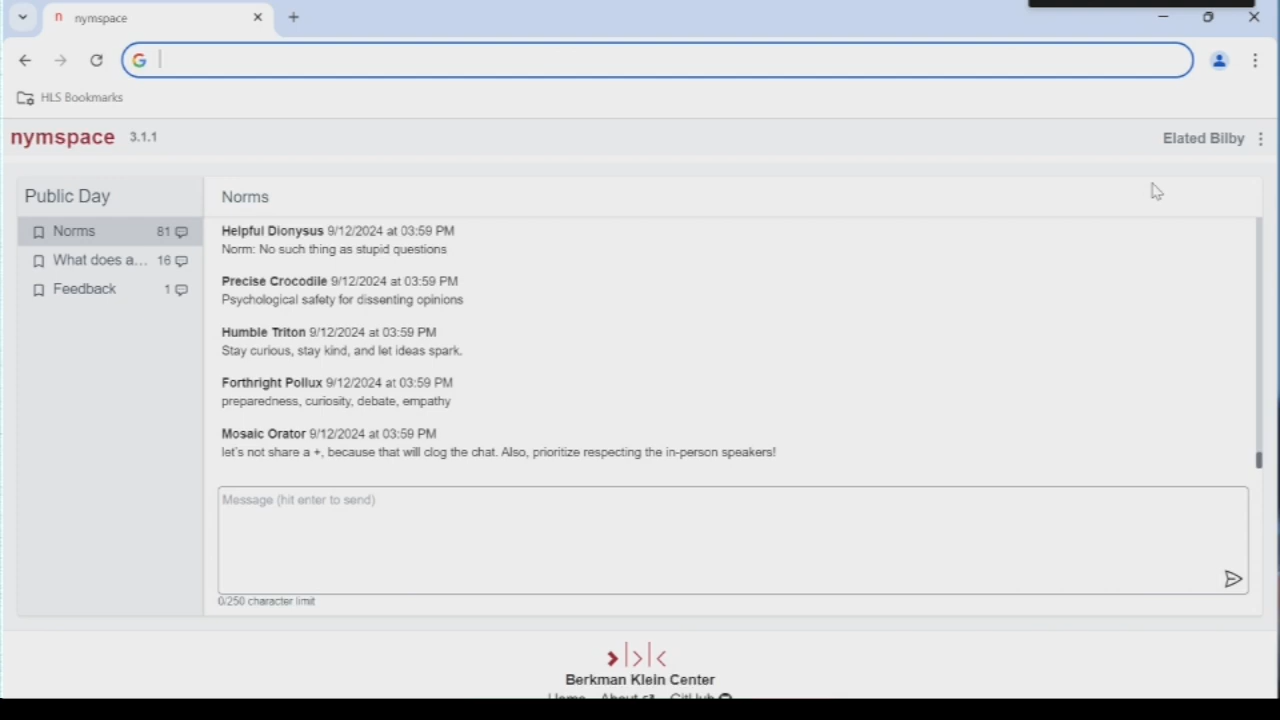 nymspace
HLS Bookmarks
nymspace 3.1.1
Elated Bilby
Public Day
Norms 81
What does a... 16
Feedback 1
Norms
Helpful Dionysus 9/12/2024 at 03:59 PM
Norm: No such thing as stupid questions
Precise Crocodile 9/12/2024 at 03:59 PM
Psychological safety for dissenting opinions
Humble Triton 9/12/2024 at 03:59 PM
Stay curious, stay kind, and let ideas spark.
Forthright Pollux 9/12/2024 at 03:59 PM
preparedness, curiosity, debate, empathy
Mosaic Orator 9/12/2024 at 03:59 PM
let's not share a +, because that will clog the chat. Also, prioritize respecting the in-person speakers!
Message (hit enter to send)
0/250 character limit
Berkman Klein Center
Home About GitHub